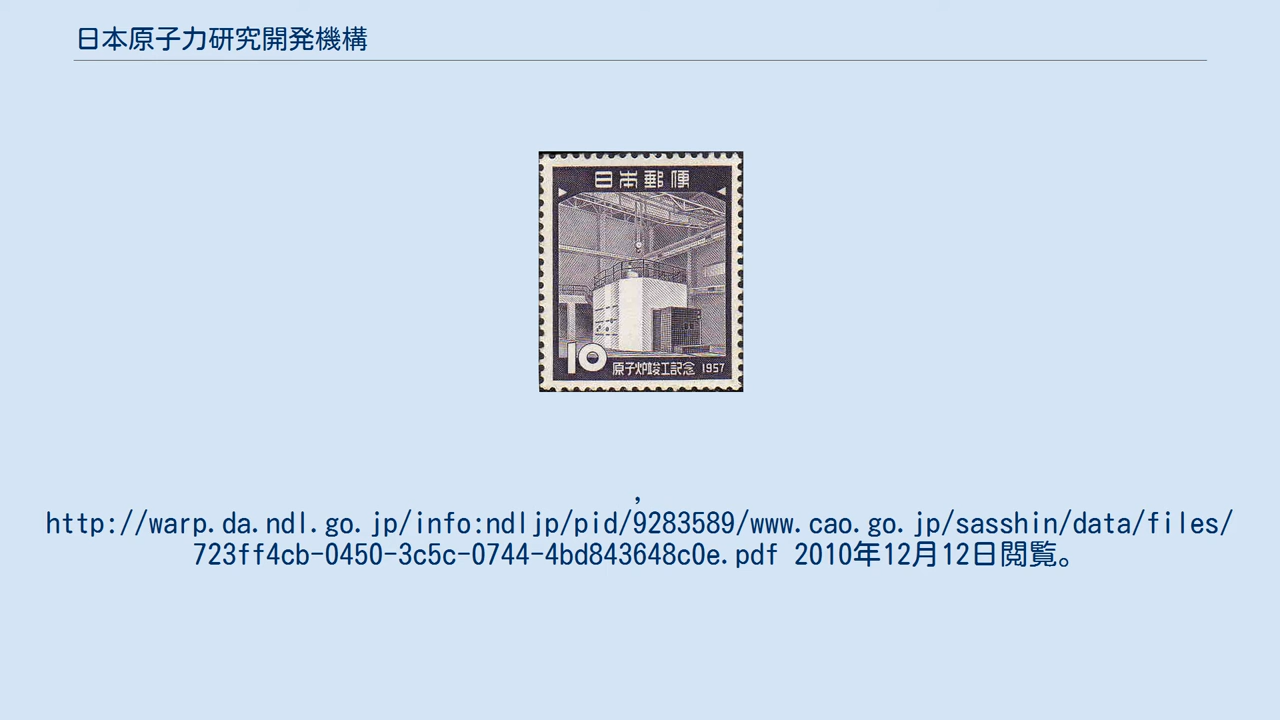 日本原子力研究開発機構
日本郵便
10 原子炉竣工記念 1957
,
http://warp.da.ndl.go.jp/info:ndljp/pid/9283589/www.cao.go.jp/sasshin/data/files/
723ff4cb-0450-3c5c-0744-4bd843648c0e.pdf 2010年12月12日閲覧。